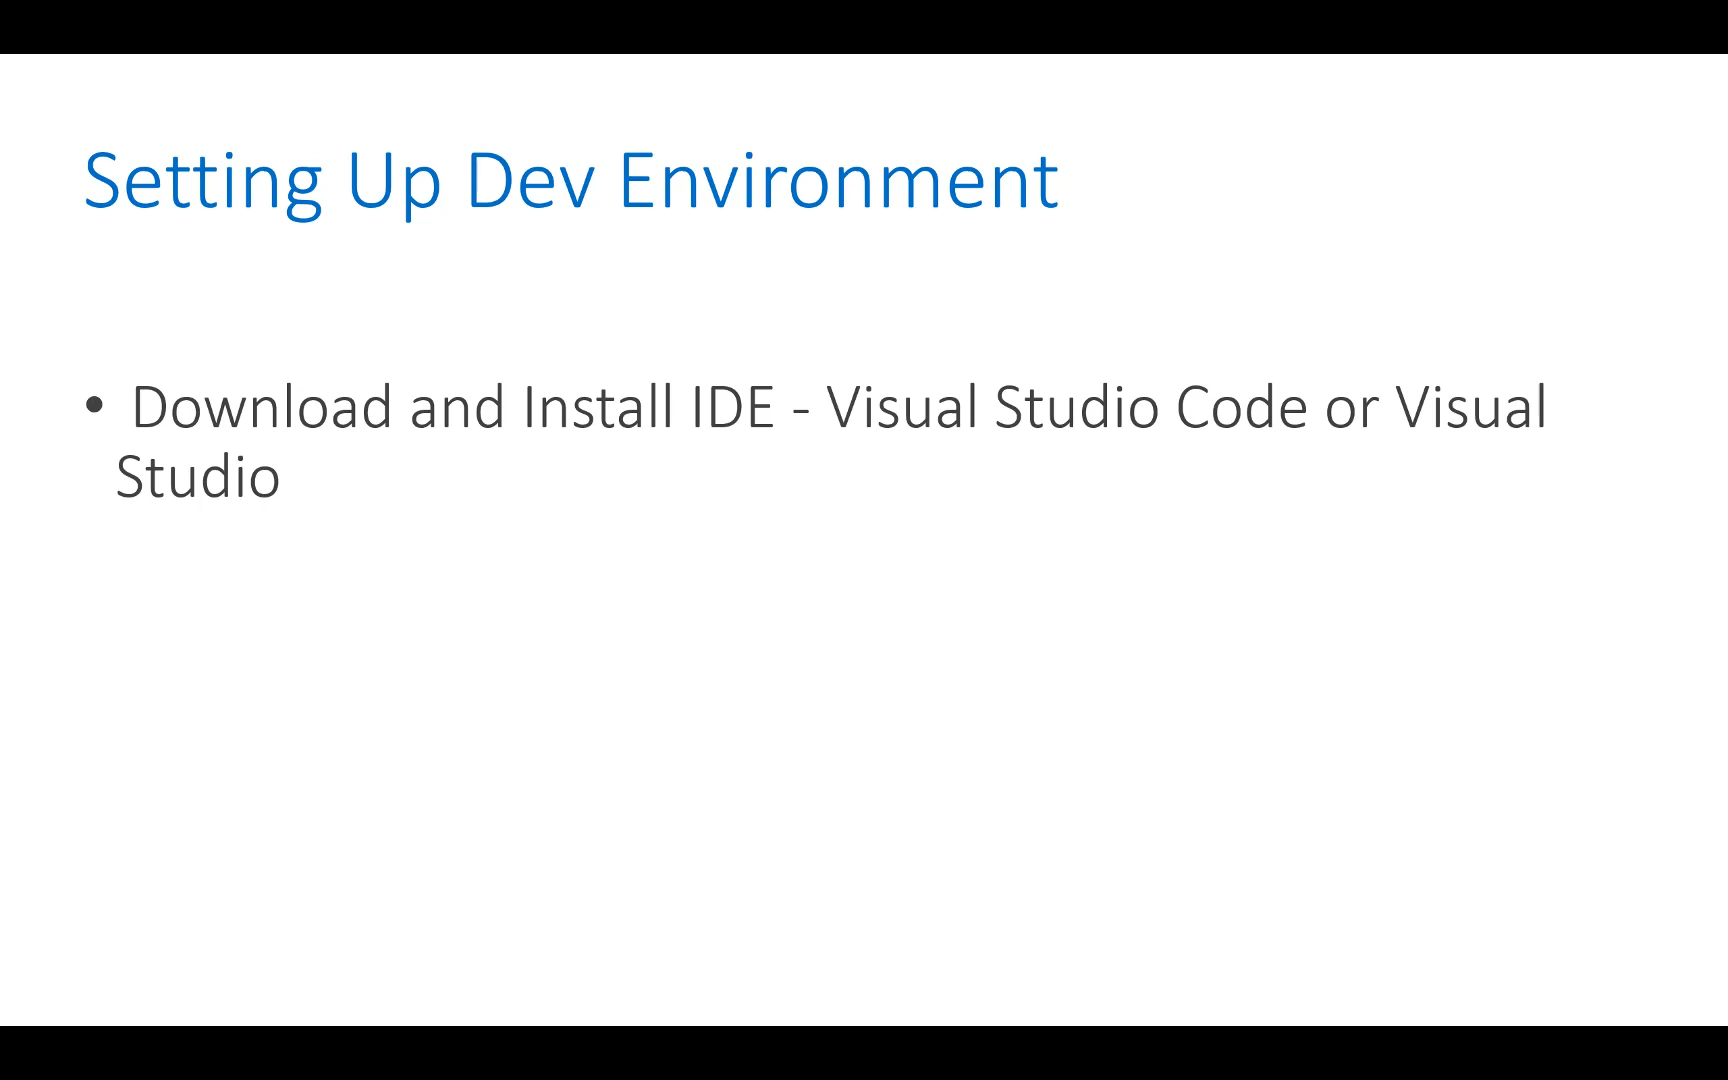 Setting Up Dev Environment
• Download and Install IDE - Visual Studio Code or Visual
Studio